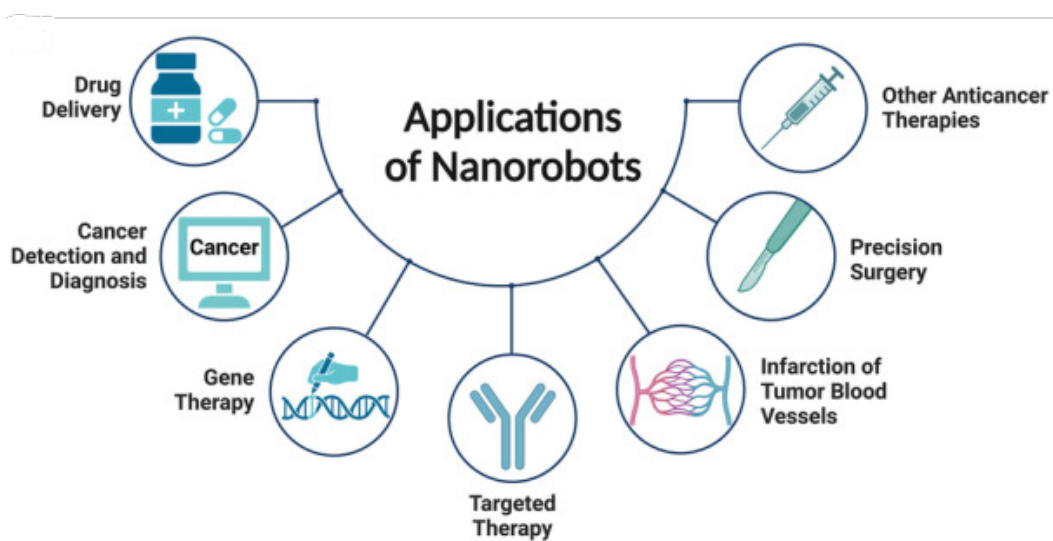 Applications
of Nanorobots
Drug
Delivery
Cancer
Detection and
Diagnosis
Cancer
Gene
Therapy
Targeted
Therapy
Infarction of
Tumor Blood
Vessels
Precision
Surgery
Other Anticancer
Therapies